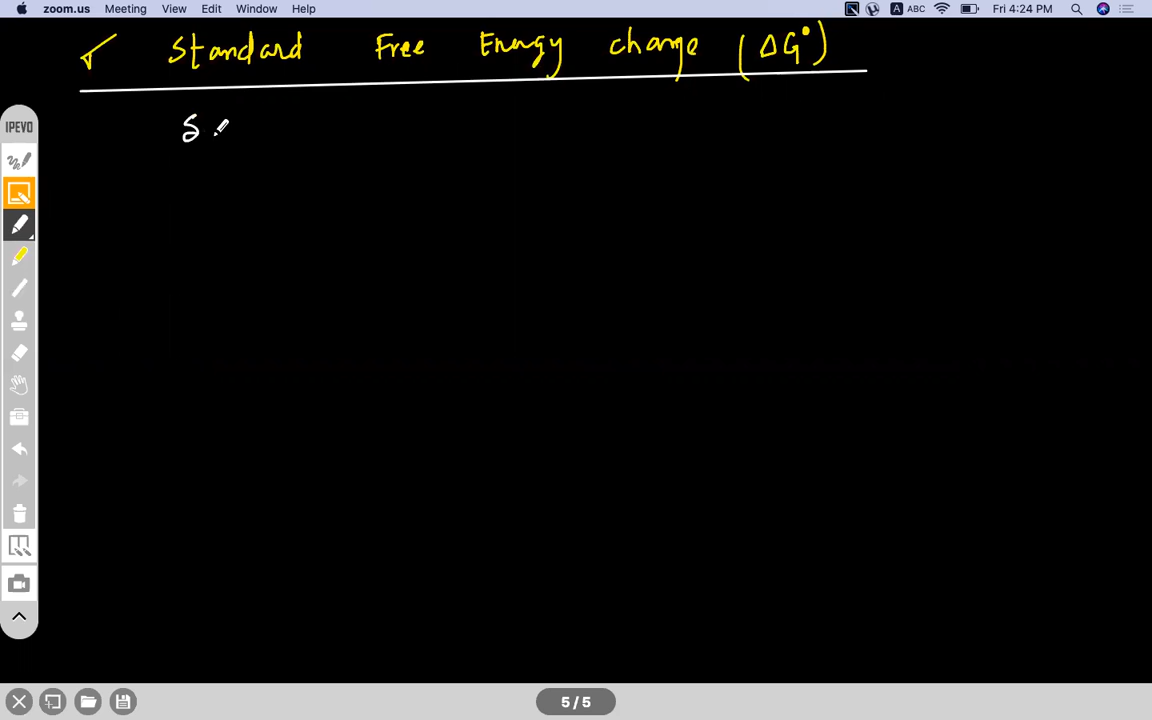 zoom.us Meeting View Edit Window Help A ABC Fri 4:24 PM
✓ Standard Free Energy change (ΔG°)
S
IPEVO
5 / 5